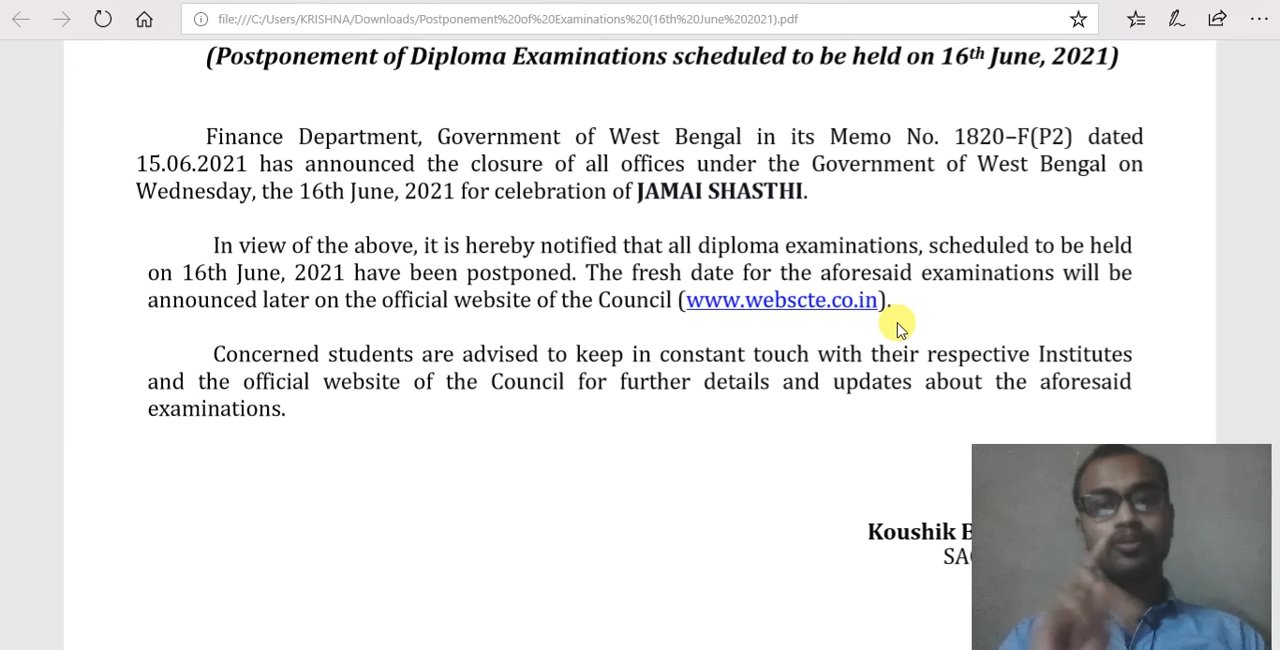 file:///C:/Users/KRISHNA/Downloads/Postponement%20of%20Examinations%20(16th%20June%202021).pdf
(Postponement of Diploma Examinations scheduled to be held on 16th June, 2021)
Finance Department, Government of West Bengal in its Memo No. 1820–F(P2) dated
15.06.2021 has announced the closure of all offices under the Government of West Bengal on
Wednesday, the 16th June, 2021 for celebration of JAMAI SHASTHI.
In view of the above, it is hereby notified that all diploma examinations, scheduled to be held
on 16th June, 2021 have been postponed. The fresh date for the aforesaid examinations will be
announced later on the official website of the Council (www.webscte.co.in).
Concerned students are advised to keep in constant touch with their respective Institutes
and the official website of the Council for further details and updates about the aforesaid
examinations.
Koushik